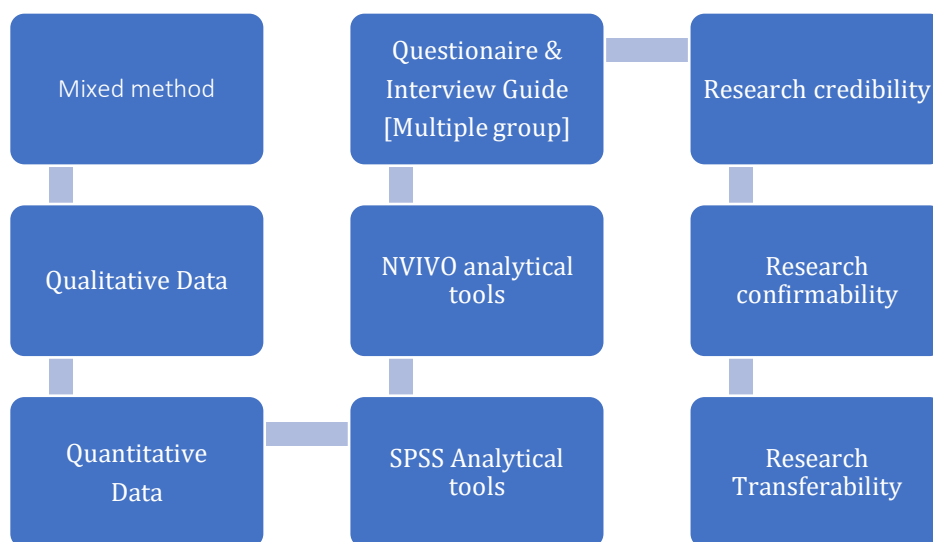 Mixed method
Qualitative Data
Quantitative
Data
SPSS Analytical
tools
NVIVO analytical
tools
Questionaire &
Interview Guide
[Multiple group]
Research credibility
Research
confirmability
Research
Transferability